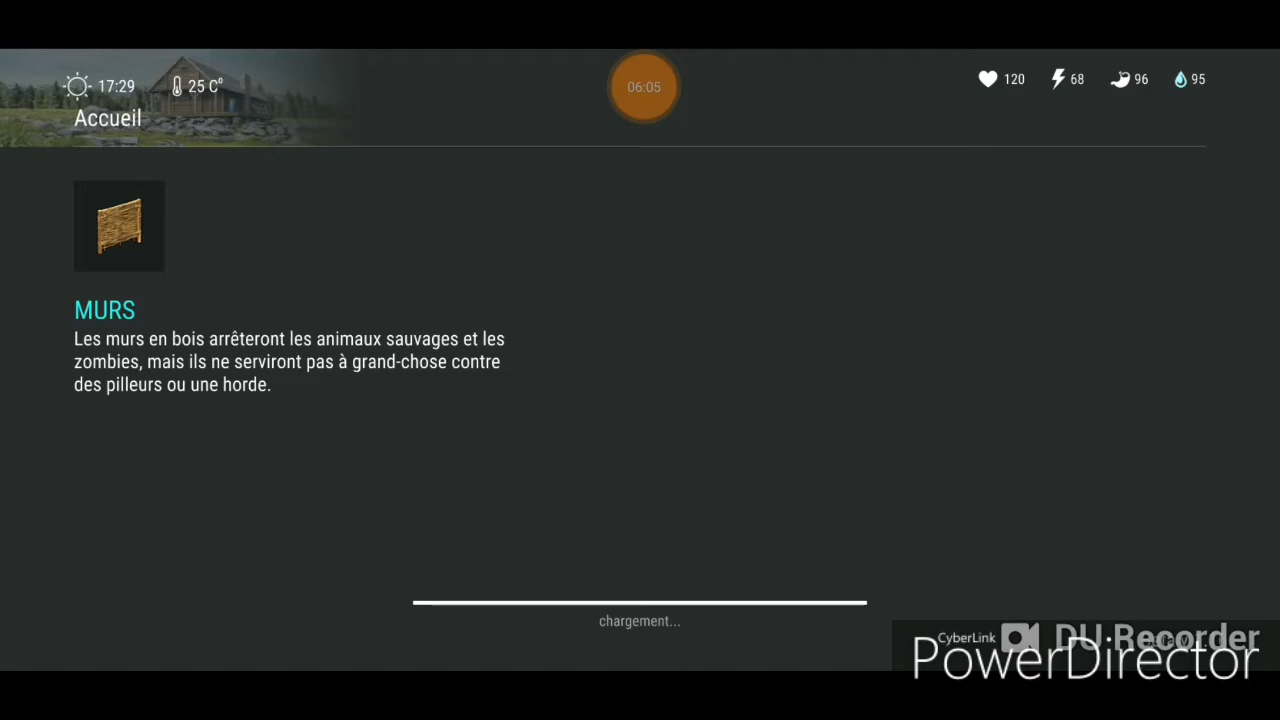 17:29 25 C°
Accueil
06:05
120 68 96 95
MURS
Les murs en bois arrêteront les animaux sauvages et les
zombies, mais ils ne serviront pas à grand-chose contre
des pilleurs ou une horde.
chargement...
DU Recorder
CyberLink
PowerDirector